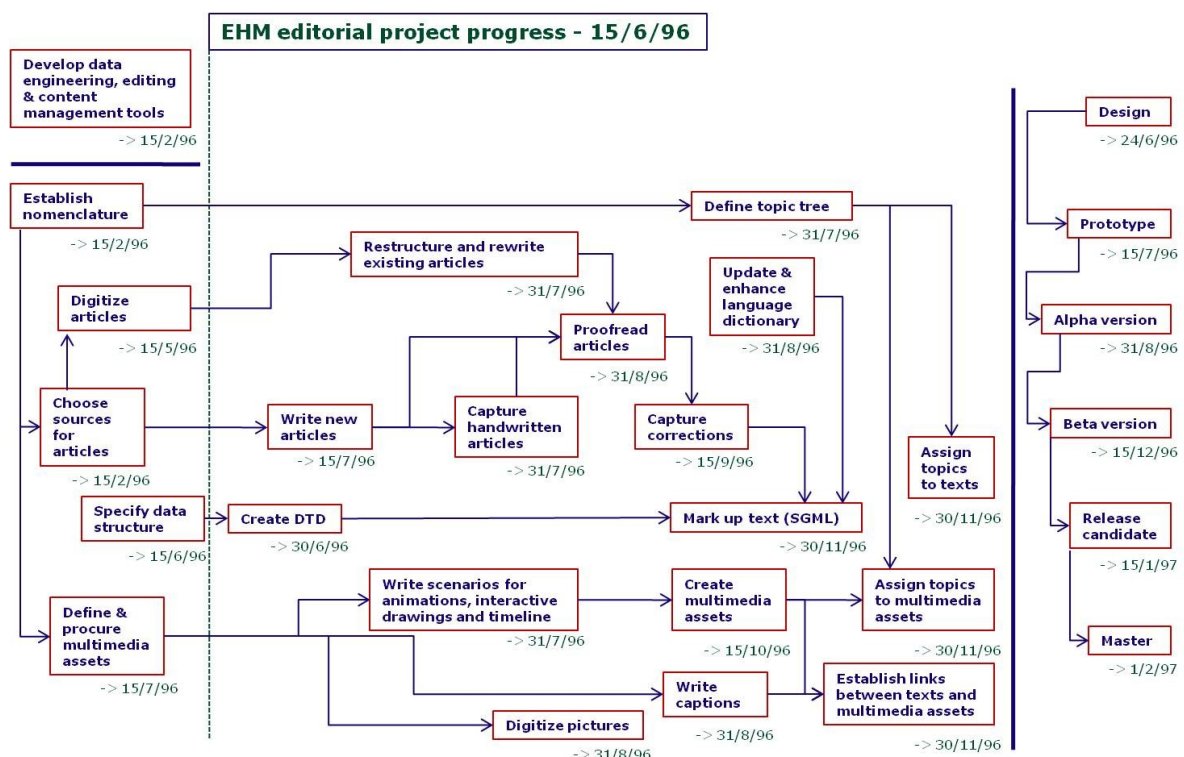 EHM editorial project progress - 15/6/96
Develop data
engineering, editing
& content
management tools
-> 15/2/96
Establish
nomenclature
-> 15/2/96
Define topic tree
-> 31/7/96
Restructure and rewrite
existing articles
-> 31/7/96
Update &
enhance
language
dictionary
-> 31/8/96
Digitize
articles
-> 15/5/96
Proofread
articles
-> 31/8/96
Choose
sources
for
articles
-> 15/2/96
Write new
articles
-> 15/7/96
Capture
handwritten
articles
-> 31/7/96
Capture
corrections
-> 15/9/96
Assign
topics
to texts
-> 30/11/96
Specify data
structure
-> 15/6/96
Create DTD
-> 30/6/96
Mark up text (SGML)
-> 30/11/96
Define &
procure
multimedia
assets
-> 15/7/96
Write scenarios for
animations, interactive
drawings and timeline
-> 31/7/96
Create
multimedia
assets
-> 15/10/96
Assign topics
to multimedia
assets
-> 30/11/96
Write
captions
-> 31/8/96
Establish links
between texts and
multimedia assets
-> 30/11/96
Digitize pictures
-> 31/8/96
Design
-> 24/6/96
Prototype
-> 15/7/96
Alpha version
-> 31/8/96
Beta version
-> 15/12/96
Release
candidate
-> 15/1/97
Master
-> 1/2/97